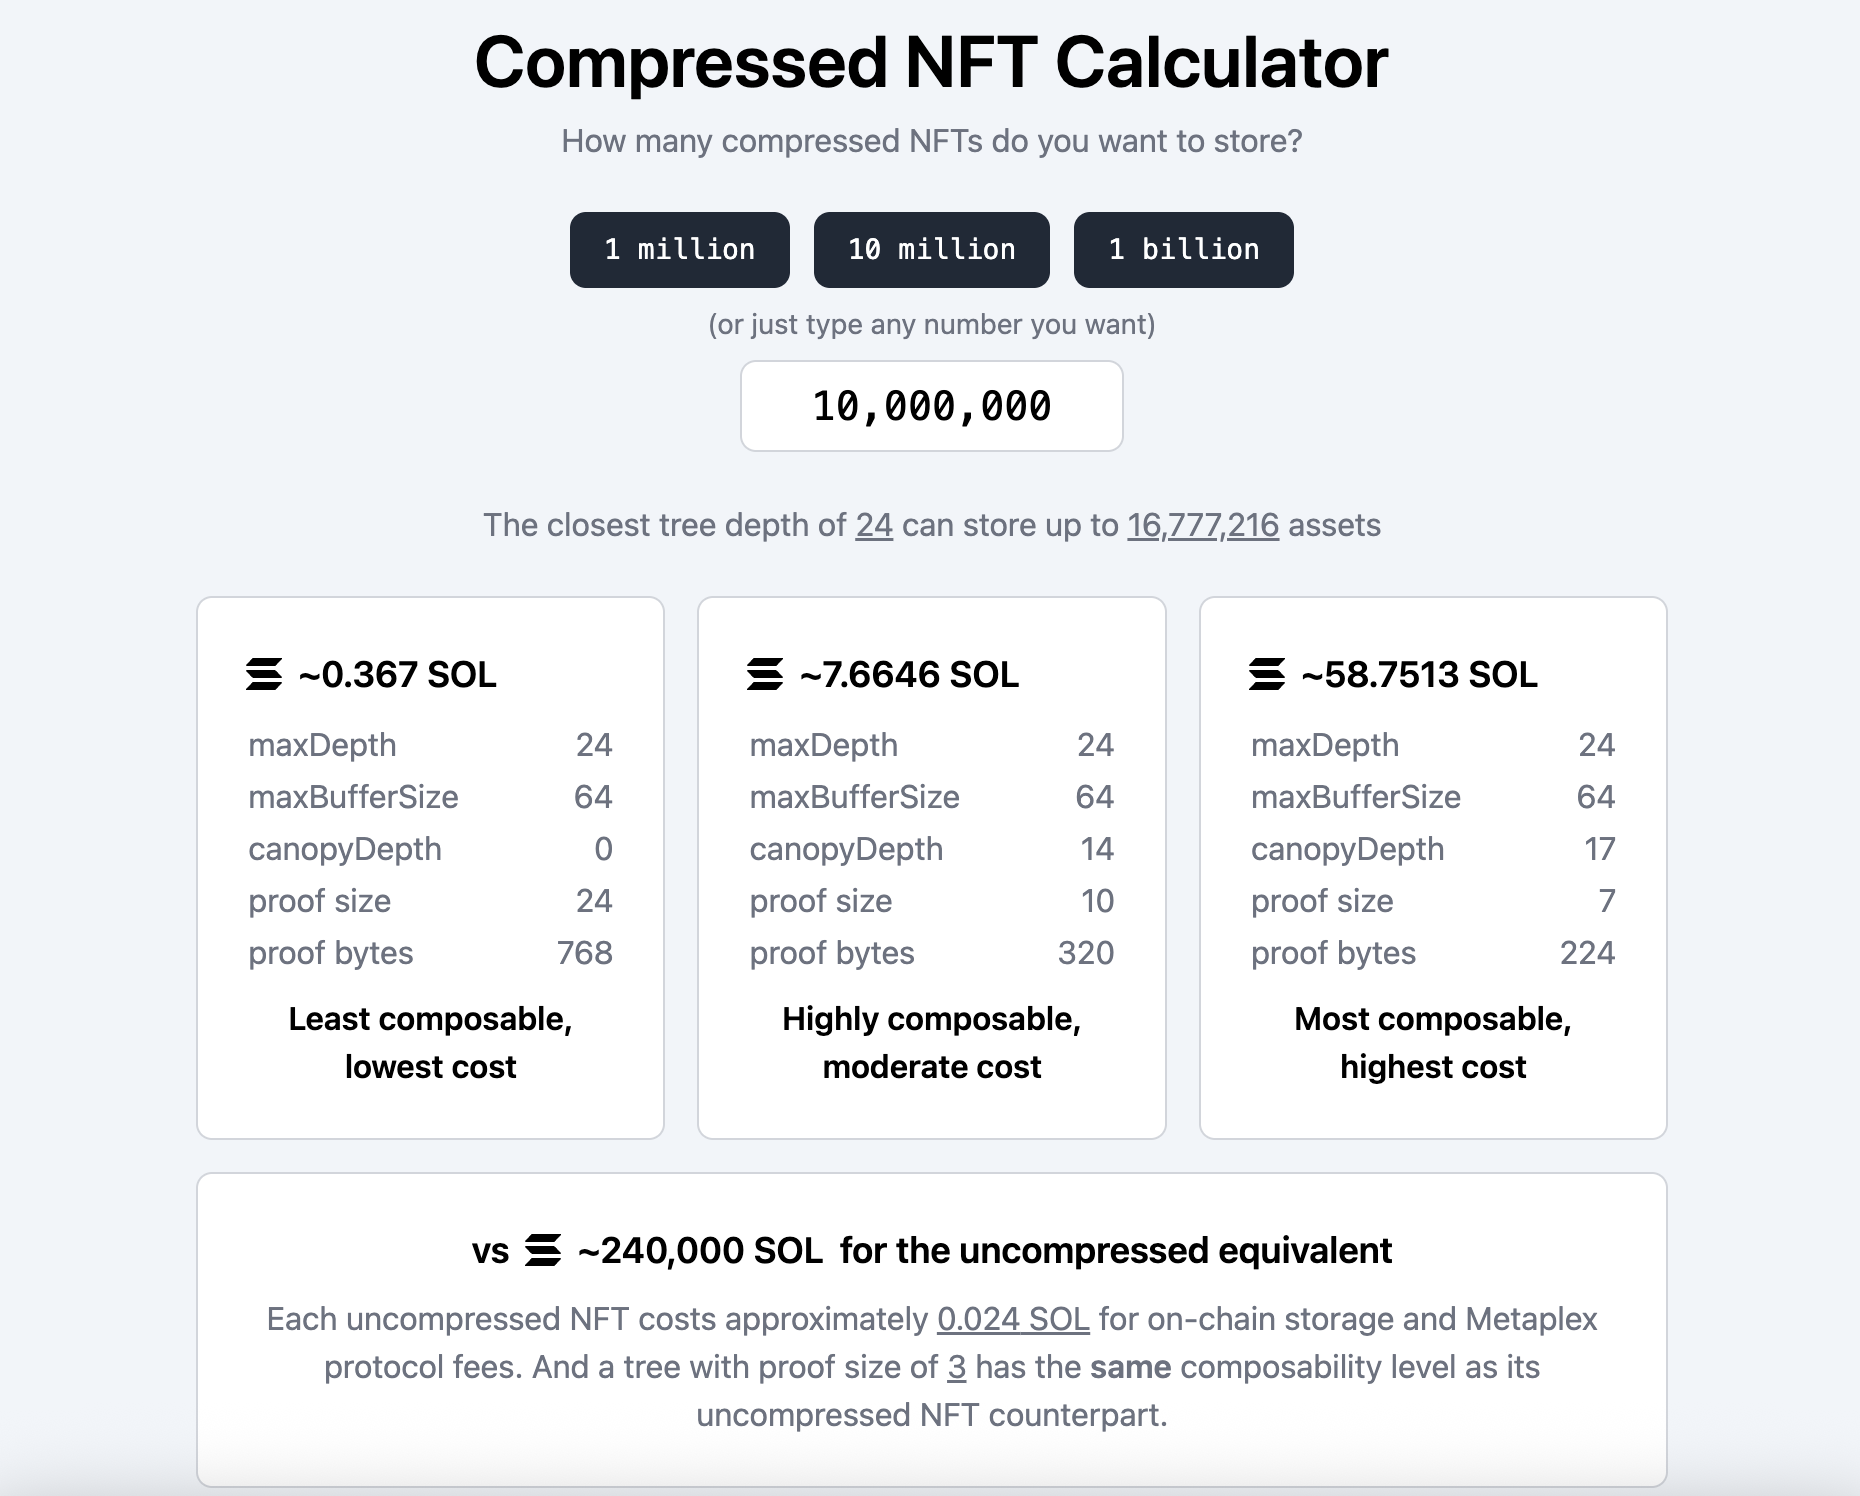 Compressed NFT Calculator
How many compressed NFTs do you want to store?
1 million 10 million 1 billion
(or just type any number you want)
10,000,000
The closest tree depth of 24 can store up to 16,777,216 assets
~0.367 SOL
maxDepth 24
maxBufferSize 64
canopyDepth 0
proof size 24
proof bytes 768
Least composable,
lowest cost
~7.6646 SOL
maxDepth 24
maxBufferSize 64
canopyDepth 14
proof size 10
proof bytes 320
Highly composable,
moderate cost
~58.7513 SOL
maxDepth 24
maxBufferSize 64
canopyDepth 17
proof size 7
proof bytes 224
Most composable,
highest cost
vs ~240,000 SOL for the uncompressed equivalent
Each uncompressed NFT costs approximately 0.024 SOL for on-chain storage and Metaplex
protocol fees. And a tree with proof size of 3 has the same composability level as its
uncompressed NFT counterpart.